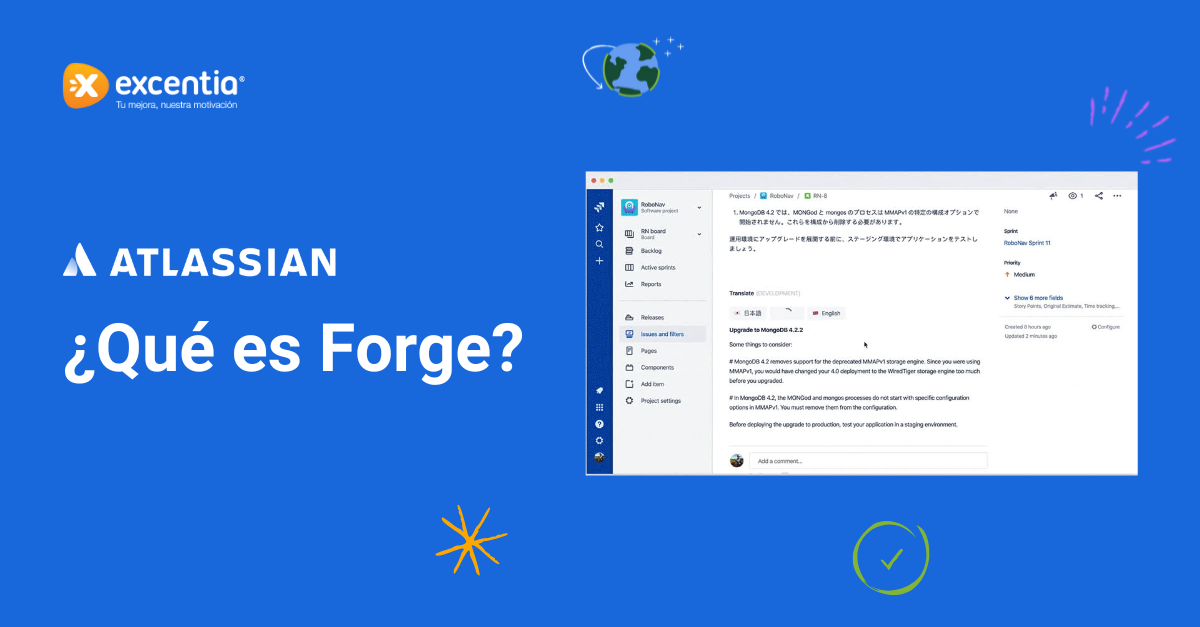 excentia®
Tu mejora, nuestra motivación
ATLASSIAN
¿Qué es Forge?
RoboNav
Software project
RN board
Board
Backlog
Active sprints
Reports
Releases
Issues and filters
Pages
Components
Add item
Project settings
Projects / RoboNav / RN-8
1. MongoDB 4.2 では、MONGod と mongos のプロセスは MMAPv1 の特定の構成オプションで
開始されません。これらを構成から削除する必要があります。
運用環境にアップグレードを展開する前に、ステージング環境でアプリケーションをテストし
ましょう。
Translate (DEVELOPMENT)
日本語 English
Upgrade to MongoDB 4.2.2
Some things to consider:
# MongoDB 4.2 removes support for the deprecated MMAPv1 storage engine. Since you were using
MMAPv1, you would have changed your 4.0 deployment to the WiredTiger storage engine too much
before you upgraded.
# In MongoDB 4.2, the MONGod and mongos processes do not start with specific configuration
options in MMAPv1. You must remove them from the configuration.
Before deploying the upgrade to production, test your application in a staging environment.
Add a comment...
1
None
Sprint
RoboNav Sprint 11
Priority
Medium
Show 6 more fields
Story Points, Original Estimate, Time tracking,...
Created 8 hours ago
Configure
Updated 2 minutes ago